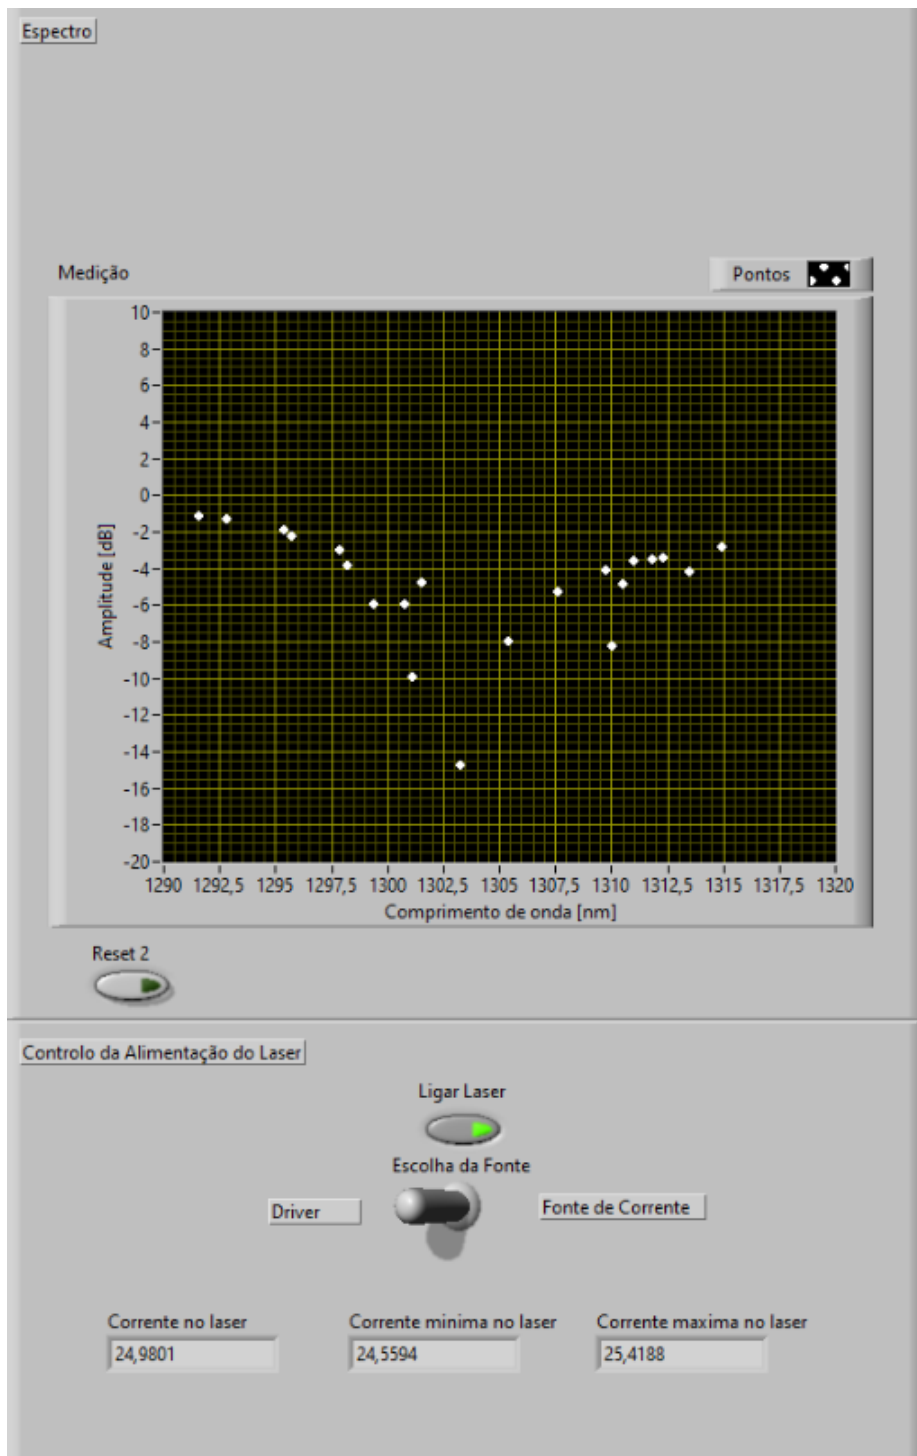 Espectro
Medição
Pontos
10
8
6
4
2
0
-2
-4
-6
-8
-10
-12
-14
-16
-18
-20
Amplitude [dB]
1290 1292,5 1295 1297,5 1300 1302,5 1305 1307,5 1310 1312,5 1315 1317,5 1320
Comprimento de onda [nm]
Reset 2
Controlo da Alimentação do Laser
Ligar Laser
Escolha da Fonte
Driver Fonte de Corrente
Corrente no laser Corrente minima no laser Corrente maxima no laser
24,9801 24,5594 25,4188